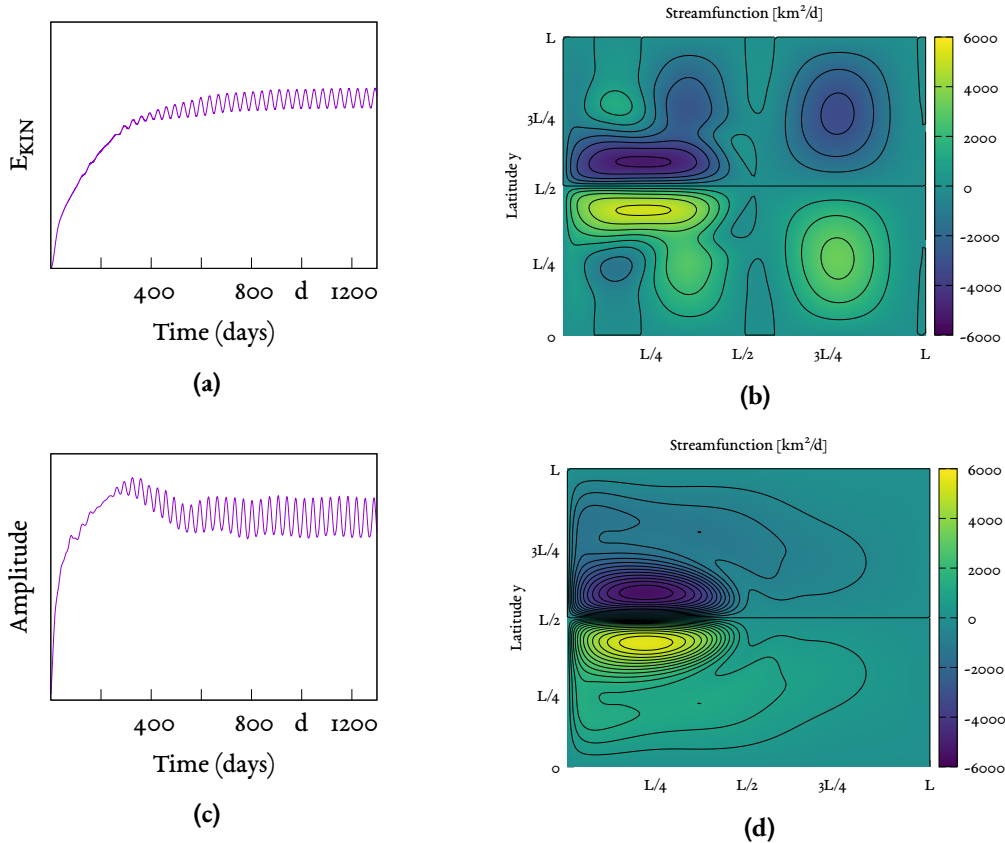 E_KIN
400 800 d 1200
Time (days)
(a)
Streamfunction [km²/d]
Latitude y
L
3L/4
L/2
L/4
0
L/4 L/2 3L/4 L
6000
4000
2000
0
-2000
-4000
-6000
(b)
Amplitude
400 800 d 1200
Time (days)
(c)
Streamfunction [km²/d]
Latitude y
L
3L/4
L/2
L/4
0
L/4 L/2 3L/4 L
6000
4000
2000
0
-2000
-4000
-6000
(d)